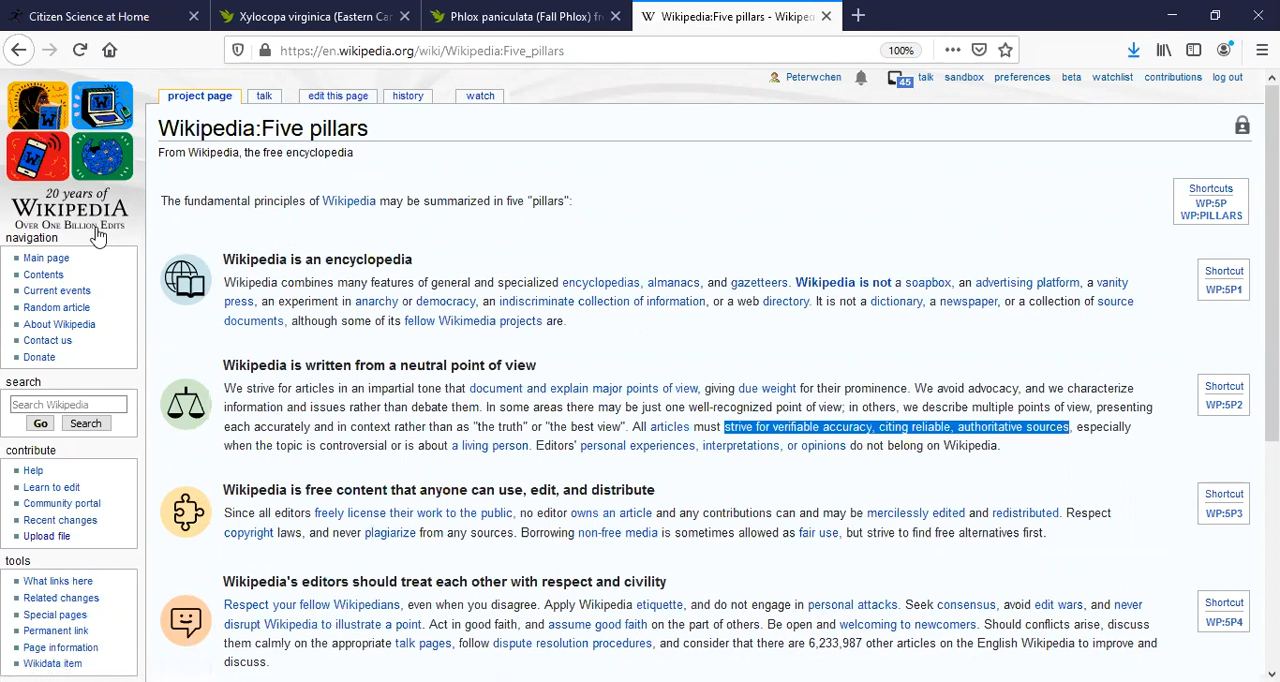 Citizen Science at Home
Xylocopa virginica (Eastern Car
Phlox paniculata (Fall Phlox) fr
Wikipedia:Five pillars - Wikiped
https://en.wikipedia.org/wiki/Wikipedia:Five_pillars
100%
Peterwchen 45 talk sandbox preferences beta watchlist contributions log out
project page talk edit this page history watch
Wikipedia:Five pillars
From Wikipedia, the free encyclopedia
20 years of
WIKIPEDIA
OVER ONE BILLION EDITS
navigation
Main page
Contents
Current events
Random article
About Wikipedia
Contact us
Donate
search
Search Wikipedia
Go Search
contribute
Help
Learn to edit
Community portal
Recent changes
Upload file
tools
What links here
Related changes
Special pages
Permanent link
Page information
Wikidata item
The fundamental principles of Wikipedia may be summarized in five "pillars":
Shortcuts
WP:5P
WP:PILLARS
Wikipedia is an encyclopedia
Wikipedia combines many features of general and specialized encyclopedias, almanacs, and gazetteers. Wikipedia is not a soapbox, an advertising platform, a vanity
press, an experiment in anarchy or democracy, an indiscriminate collection of information, or a web directory. It is not a dictionary, a newspaper, or a collection of source
documents, although some of its fellow Wikimedia projects are.
Shortcut
WP:5P1
Wikipedia is written from a neutral point of view
We strive for articles in an impartial tone that document and explain major points of view, giving due weight for their prominence. We avoid advocacy, and we characterize
information and issues rather than debate them. In some areas there may be just one well-recognized point of view; in others, we describe multiple points of view, presenting
each accurately and in context rather than as "the truth" or "the best view". All articles must strive for verifiable accuracy, citing reliable, authoritative sources, especially
when the topic is controversial or is about a living person. Editors' personal experiences, interpretations, or opinions do not belong on Wikipedia.
Shortcut
WP:5P2
Wikipedia is free content that anyone can use, edit, and distribute
Since all editors freely license their work to the public, no editor owns an article and any contributions can and may be mercilessly edited and redistributed. Respect
copyright laws, and never plagiarize from any sources. Borrowing non-free media is sometimes allowed as fair use, but strive to find free alternatives first.
Shortcut
WP:5P3
Wikipedia's editors should treat each other with respect and civility
Respect your fellow Wikipedians, even when you disagree. Apply Wikipedia etiquette, and do not engage in personal attacks. Seek consensus, avoid edit wars, and never
disrupt Wikipedia to illustrate a point. Act in good faith, and assume good faith on the part of others. Be open and welcoming to newcomers. Should conflicts arise, discuss
them calmly on the appropriate talk pages, follow dispute resolution procedures, and consider that there are 6,233,987 other articles on the English Wikipedia to improve and
discuss.
Shortcut
WP:5P4